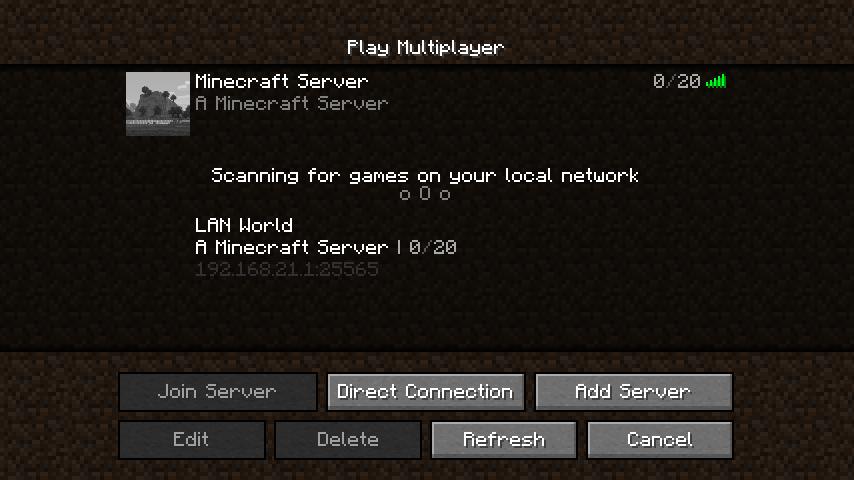 Play Multiplayer
Minecraft Server 0/20
A Minecraft Server
Scanning for games on your local network
o O o
LAN World
A Minecraft Server | 0/20
192.168.21.1:25565
Join Server Direct Connection Add Server
Edit Delete Refresh Cancel